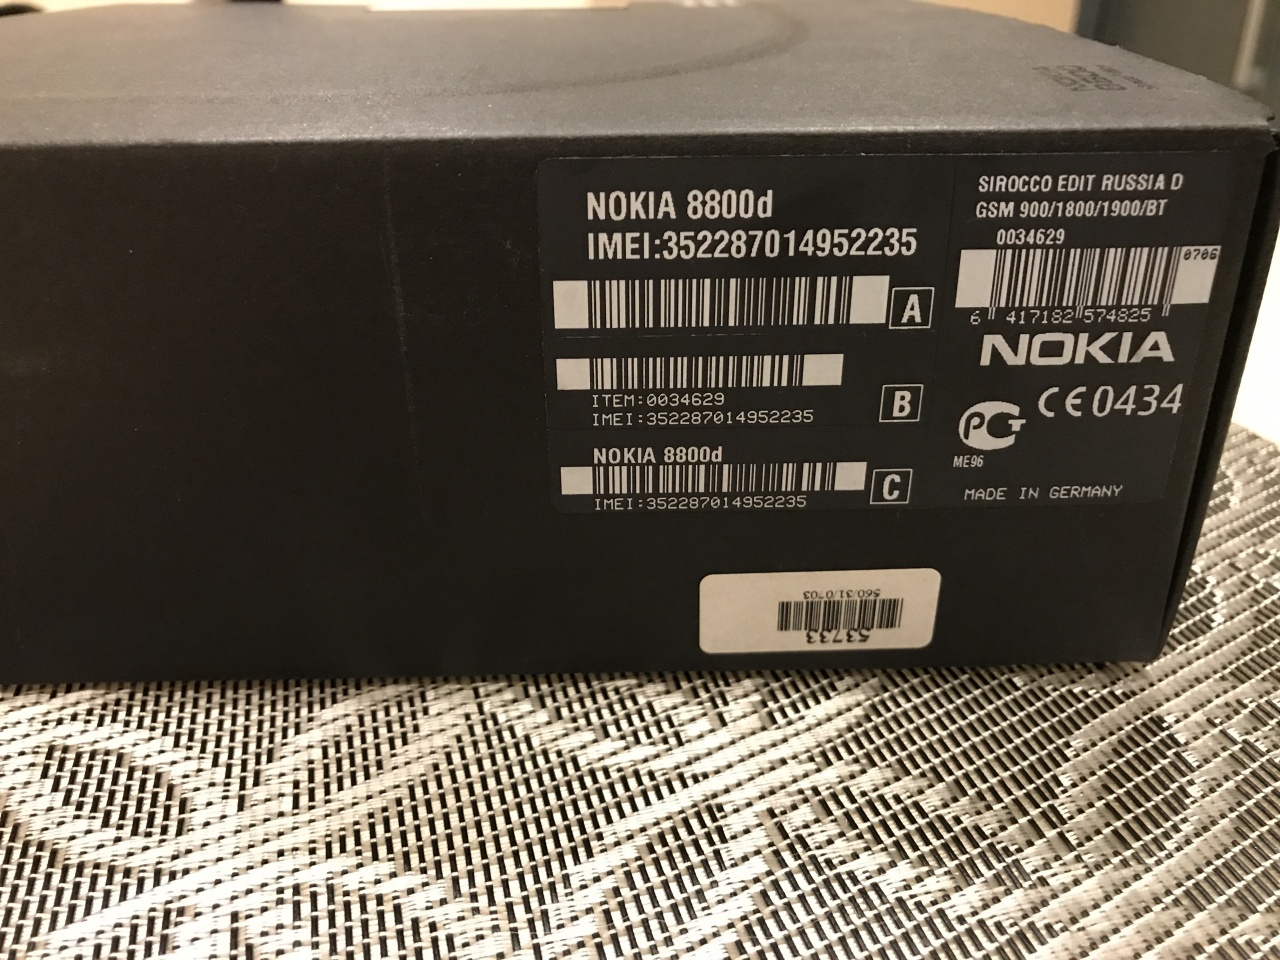 NOKIA 8800d
IMEI:352287014952235
A
ITEM:0034629
IMEI:352287014952235
B
NOKIA 8800d
C
IMEI:352287014952235
SIROCCO EDIT RUSSIA D
GSM 900/1800/1900/BT
0034629
0706
6 417182 574825
NOKIA
CE0434
РСТ
ME96
MADE IN GERMANY
560/31/0703
53733